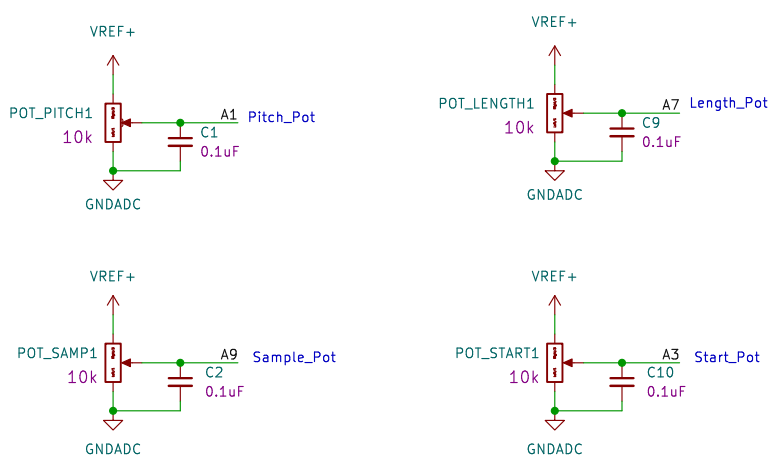 VREF+
POT_PITCH1
10k
A1
Pitch_Pot
C1
0.1uF
GNDADC
VREF+
POT_LENGTH1
10k
A7
Length_Pot
C9
0.1uF
GNDADC
VREF+
POT_SAMP1
10k
A9
Sample_Pot
C2
0.1uF
GNDADC
VREF+
POT_START1
10k
A3
Start_Pot
C10
0.1uF
GNDADC